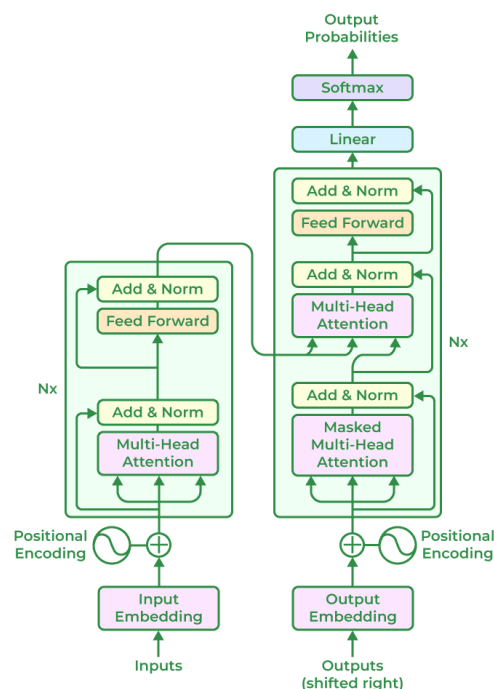 Output
Probabilities
Softmax
Linear
Add & Norm
Feed Forward
Add & Norm
Multi-Head
Attention
Nx
Add & Norm
Masked
Multi-Head
Attention
Positional
Encoding
Output
Embedding
Outputs
(shifted right)
Add & Norm
Feed Forward
Nx
Add & Norm
Multi-Head
Attention
Positional
Encoding
Input
Embedding
Inputs